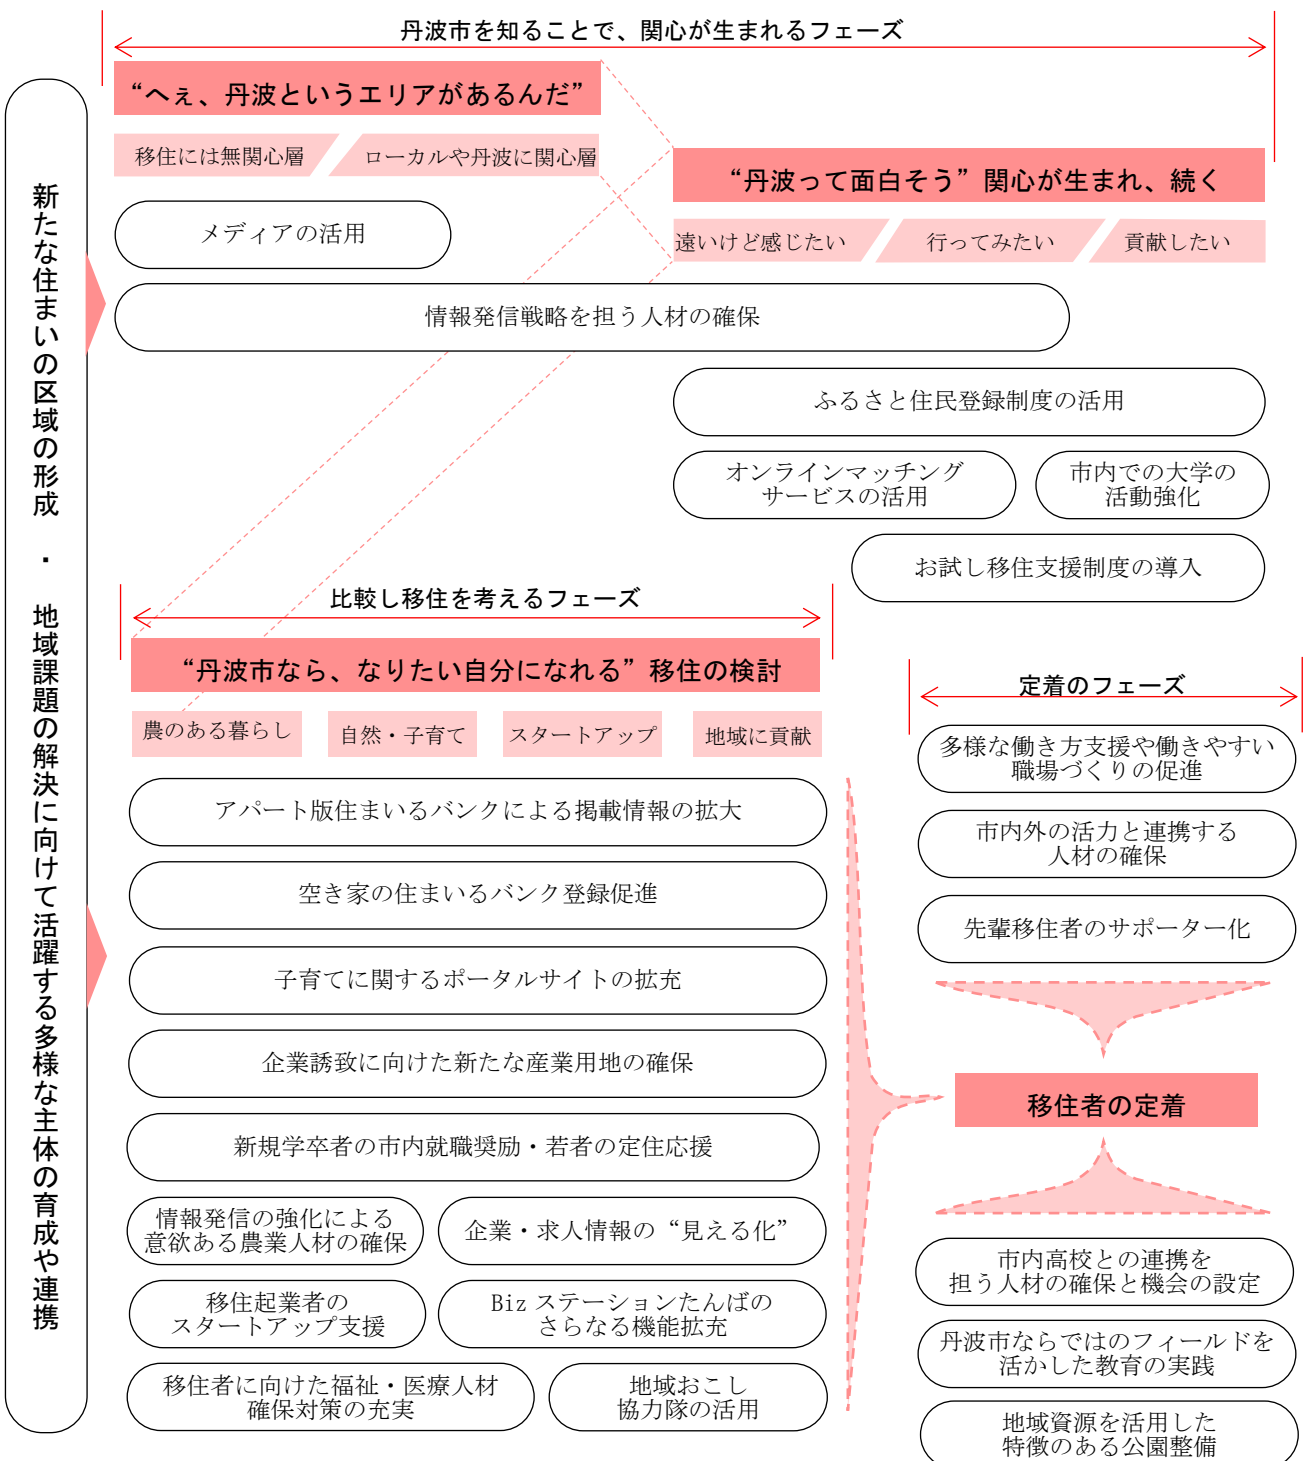 丹波市を知ることで、関心が生まれるフェーズ
“へぇ、丹波というエリアがあるんだ”
移住には無関心層
ローカルや丹波に関心層
“丹波って面白そう”関心が生まれ、続く
遠いけど感じたい
行ってみたい
貢献したい
新たな住まいの区域の形成 ・ 地域課題の解決に向けて活躍する多様な主体の育成や連携
メディアの活用
情報発信戦略を担う人材の確保
ふるさと住民登録制度の活用
オンラインマッチング
サービスの活用
市内での大学の
活動強化
お試し移住支援制度の導入
比較し移住を考えるフェーズ
“丹波市なら、なりたい自分になれる”移住の検討
農のある暮らし
自然・子育て
スタートアップ
地域に貢献
アパート版住まいるバンクによる掲載情報の拡大
空き家の住まいるバンク登録促進
子育てに関するポータルサイトの拡充
企業誘致に向けた新たな産業用地の確保
新規学卒者の市内就職奨励・若者の定住応援
情報発信の強化による
意欲ある農業人材の確保
企業・求人情報の“見える化”
移住起業者の
スタートアップ支援
Biz ステーションたんばの
さらなる機能拡充
移住者に向けた福祉・医療人材
確保対策の充実
地域おこし
協力隊の活用
定着のフェーズ
多様な働き方支援や働きやすい
職場づくりの促進
市内外の活力と連携する
人材の確保
先輩移住者のサポーター化
移住者の定着
市内高校との連携を
担う人材の確保と機会の設定
丹波市ならではのフィールドを
活かした教育の実践
地域資源を活用した
特徴のある公園整備